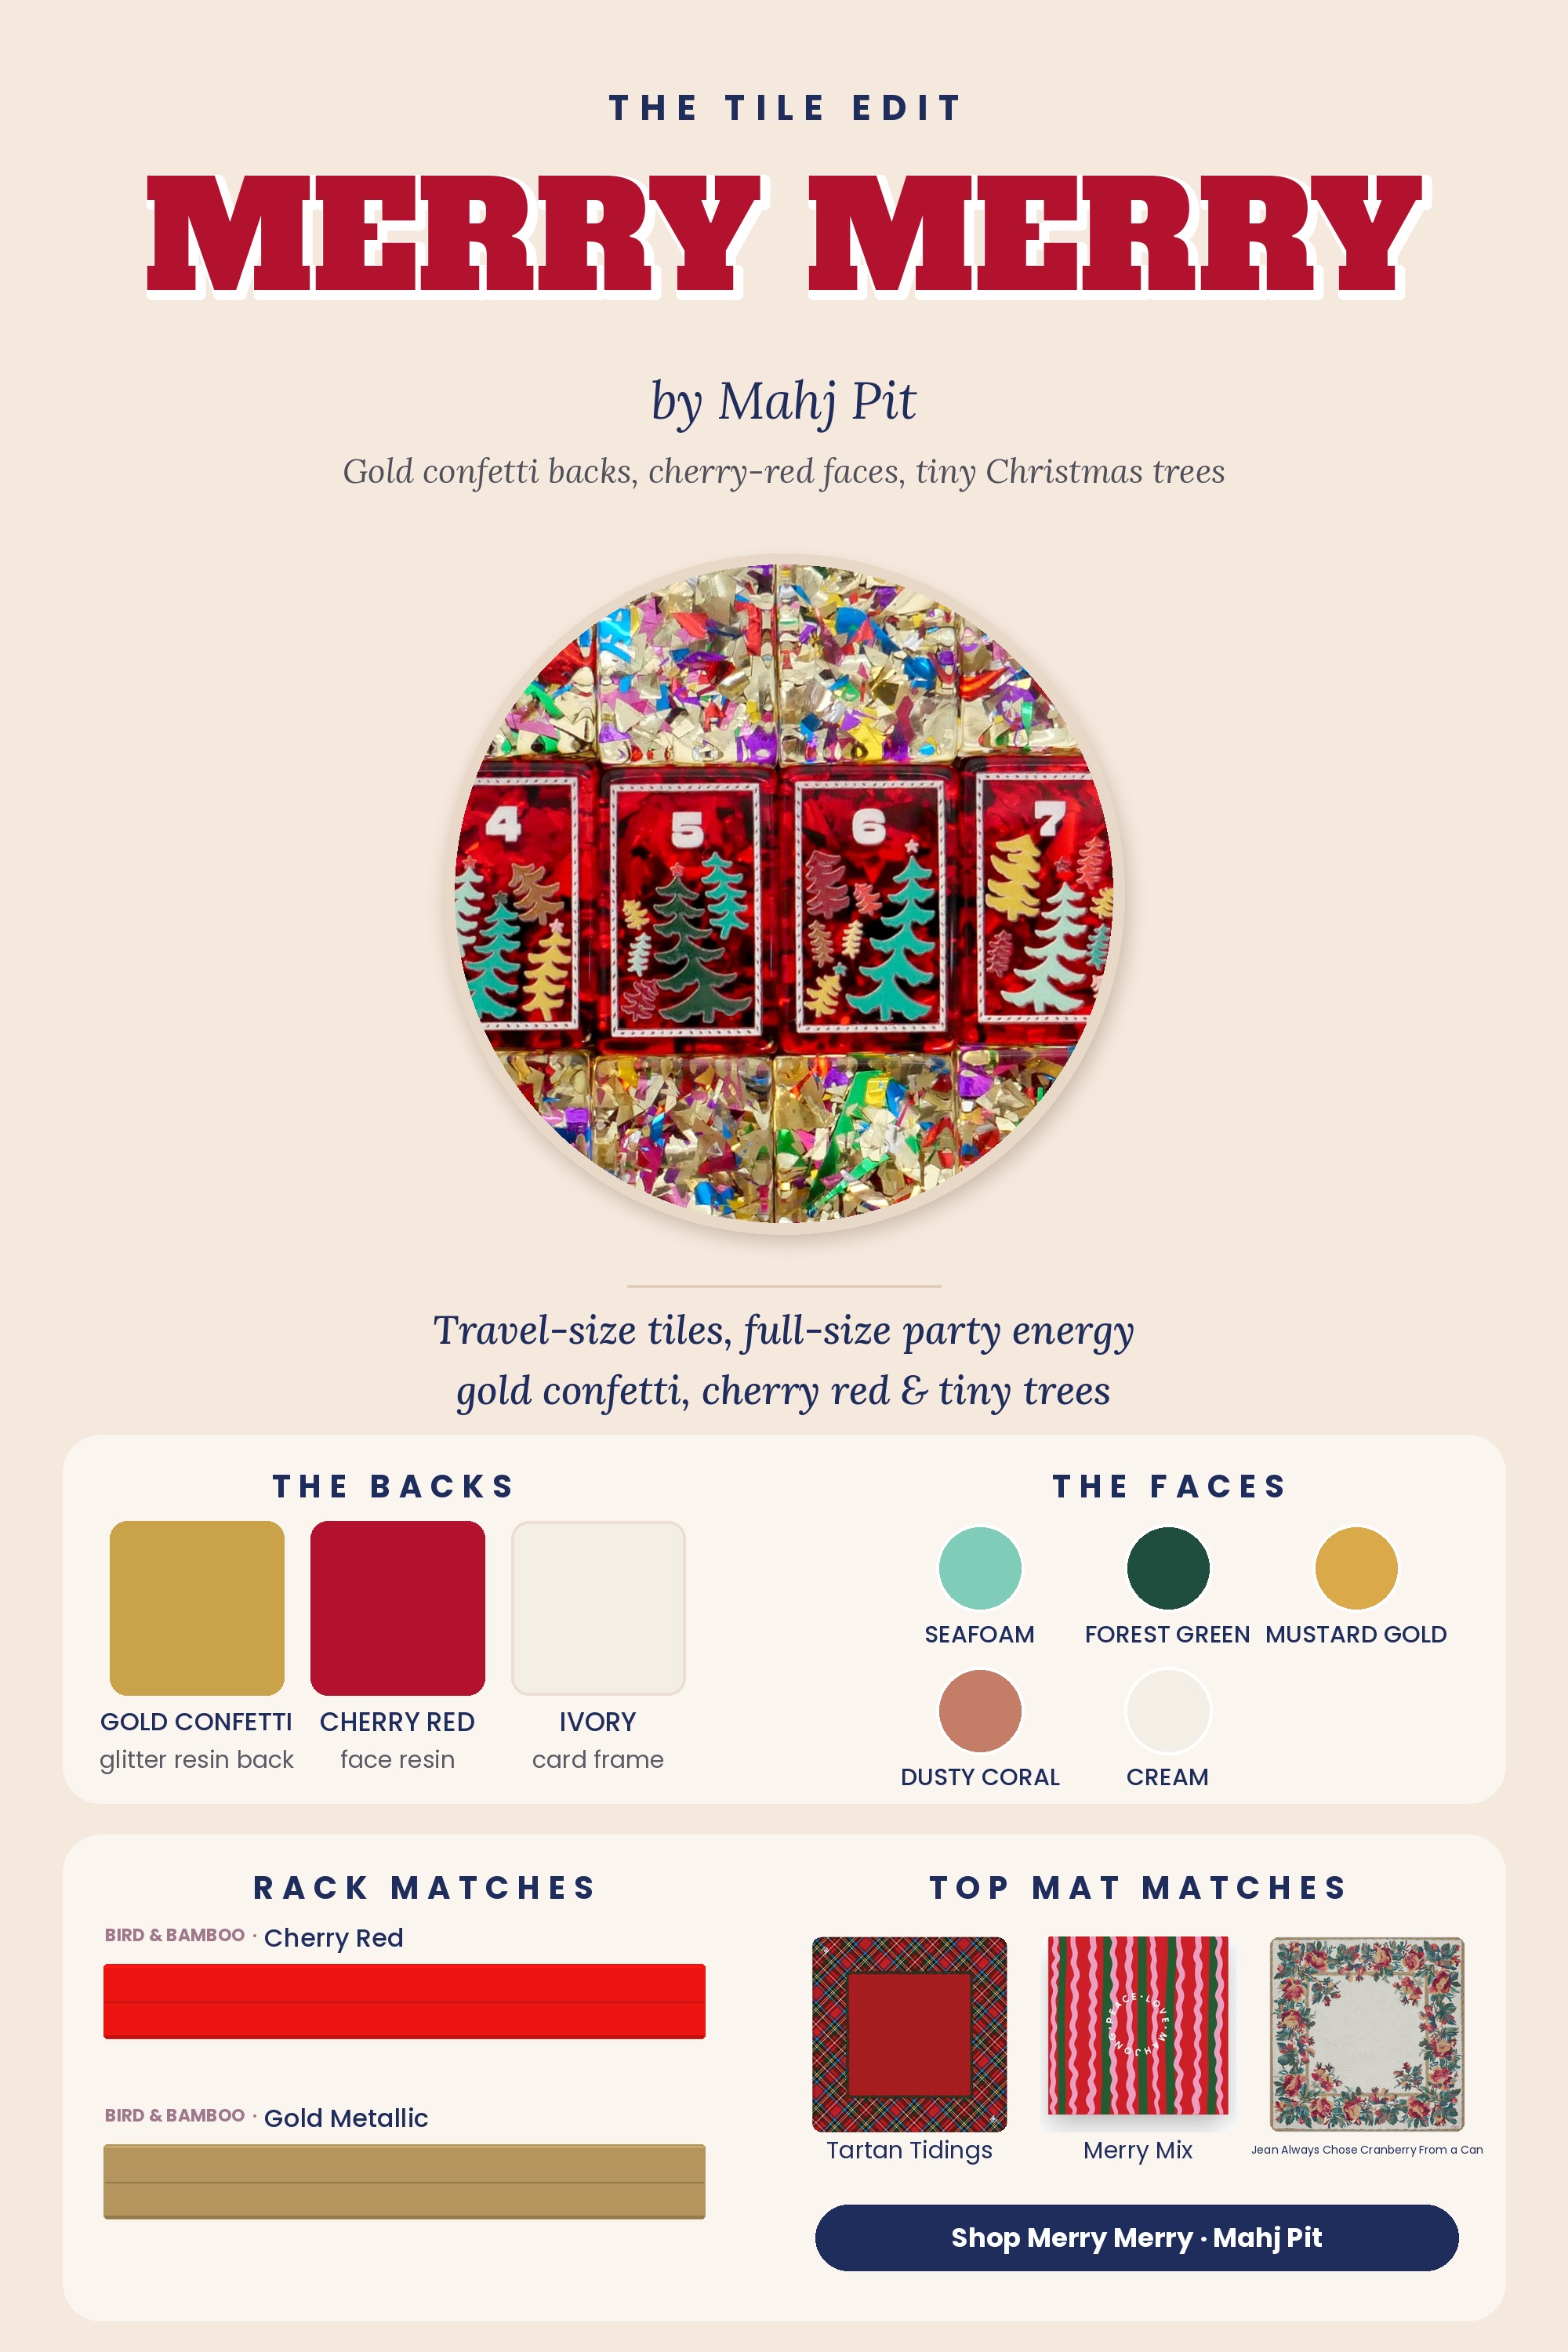 THE TILE EDIT
MERRY MERRY
by Mahj Pit
Gold confetti backs, cherry-red faces, tiny Christmas trees
4 5 6 7
Travel-size tiles, full-size party energy
gold confetti, cherry red & tiny trees
THE BACKS
GOLD CONFETTI CHERRY RED IVORY
glitter resin back face resin card frame
THE FACES
SEAFOAM FOREST GREEN MUSTARD GOLD
DUSTY CORAL CREAM
RACK MATCHES
BIRD & BAMBOO · Cherry Red
BIRD & BAMBOO · Gold Metallic
TOP MAT MATCHES
PEACE · LOVE · MAHJONG ·
Tartan Tidings Merry Mix Jean Always Chose Cranberry From a Can
Shop Merry Merry · Mahj Pit